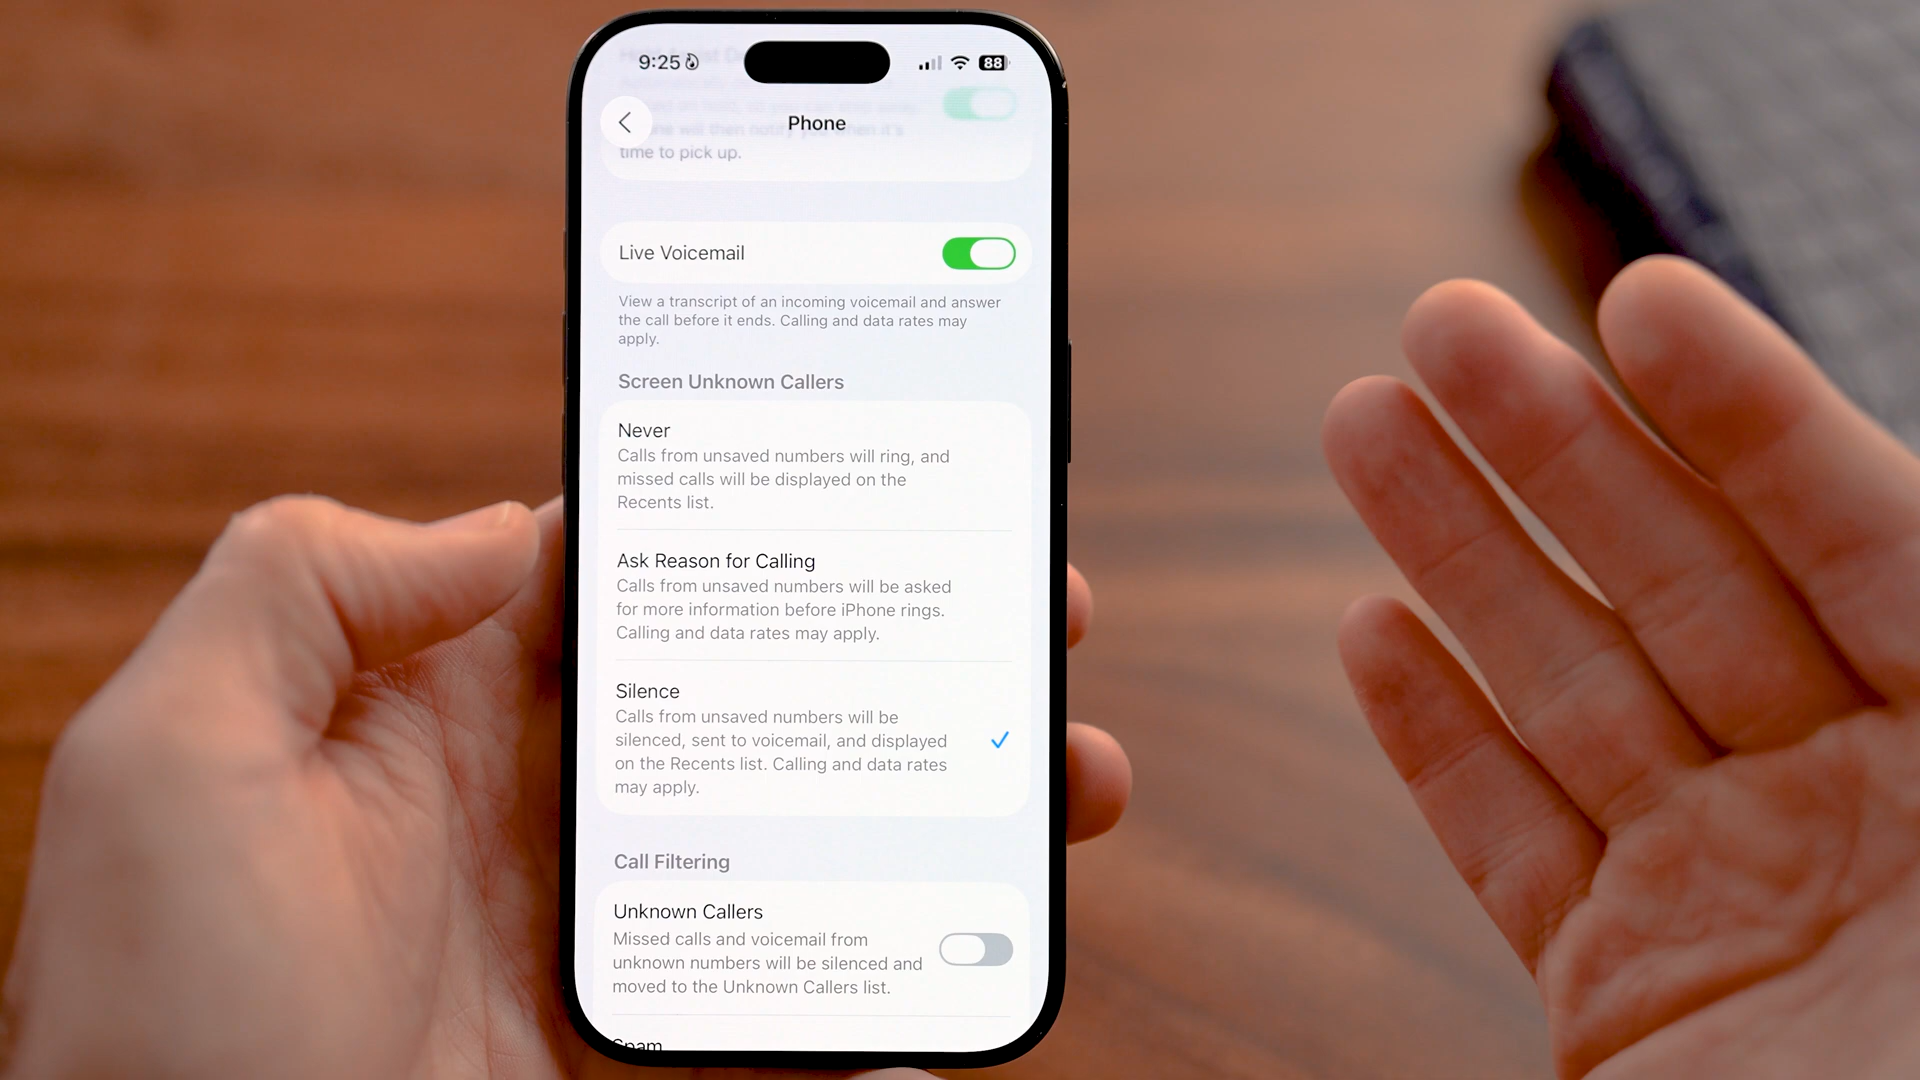 9:25
88
Phone
time to pick up.
Live Voicemail
View a transcript of an incoming voicemail and answer
the call before it ends. Calling and data rates may
apply.
Screen Unknown Callers
Never
Calls from unsaved numbers will ring, and
missed calls will be displayed on the
Recents list.
Ask Reason for Calling
Calls from unsaved numbers will be asked
for more information before iPhone rings.
Calling and data rates may apply.
Silence
Calls from unsaved numbers will be
silenced, sent to voicemail, and displayed
on the Recents list. Calling and data rates
may apply.
Call Filtering
Unknown Callers
Missed calls and voicemail from
unknown numbers will be silenced and
moved to the Unknown Callers list.
Spam